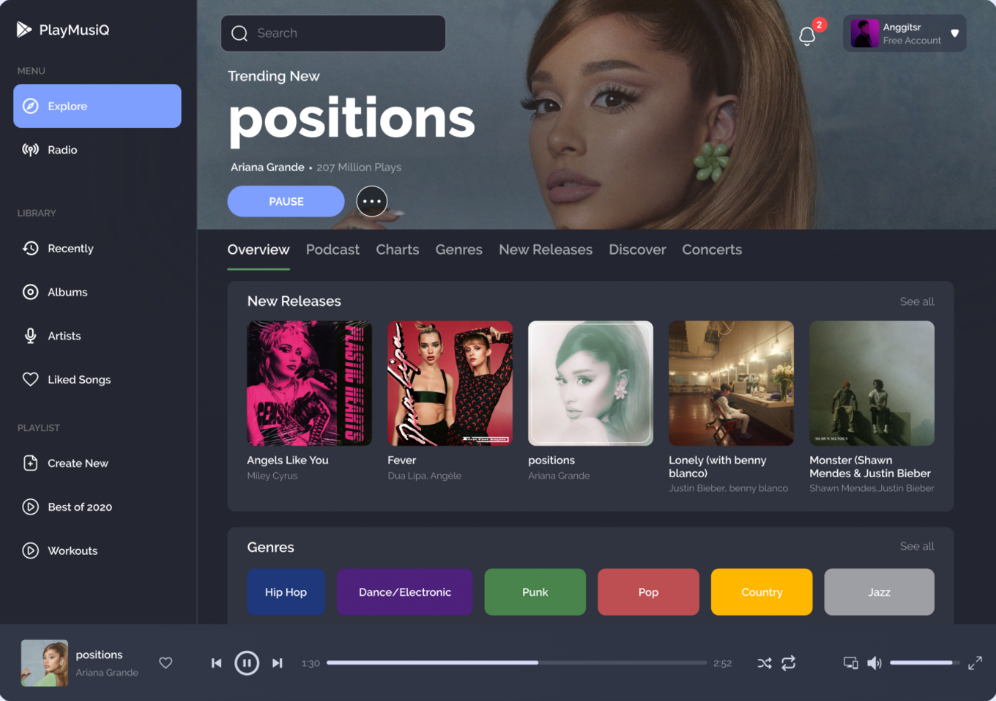 PlayMusiQ
MENU
Explore
Radio
LIBRARY
Recently
Albums
Artists
Liked Songs
PLAYLIST
Create New
Best of 2020
Workouts
Search
2
Anggitsr
Free Account
Trending New
positions
Ariana Grande • 207 Million Plays
PAUSE
Overview Podcast Charts Genres New Releases Discover Concerts
New Releases See all
PLASTIC HEARTS
Dua Lipa
Angels Like You
Miley Cyrus
Fever
Dua Lipa, Angèle
positions
Ariana Grande
Lonely (with benny
blanco)
Justin Bieber, benny blanco
Monster (Shawn
Mendes & Justin Bieber
Shawn Mendes,Justin Bieber
Genres See all
Hip Hop Dance/Electronic Punk Pop Country Jazz
positions
Ariana Grande
1:30 2:52